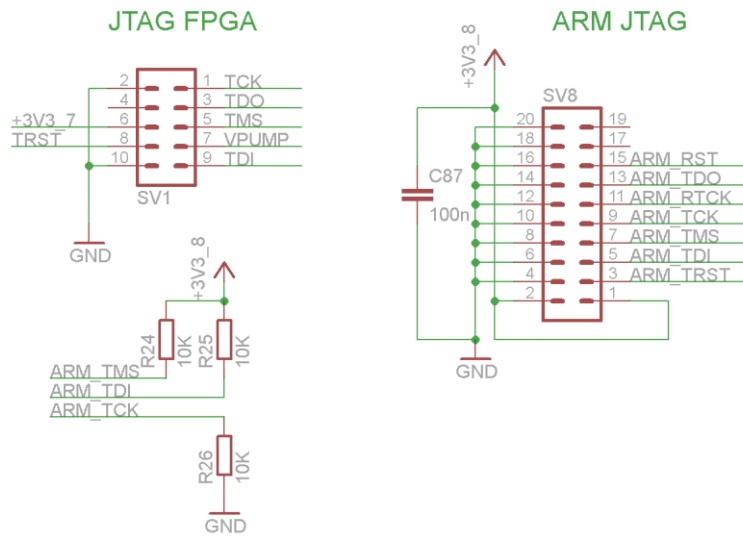 JTAG FPGA
2 1 TCK
4 3 TDO
+3V3_7 6 5 TMS
TRST 8 7 VPUMP
10 9 TDI
SV1
GND
+3V3_8
R24 10K
R25 10K
ARM_TMS
ARM_TDI
ARM_TCK
R26 10K
GND
ARM JTAG
+3V3_8
SV8
20 19
18 17
16 15 ARM_RST
14 13 ARM_TDO
12 11 ARM_RTCK
10 9 ARM_TCK
8 7 ARM_TMS
6 5 ARM_TDI
4 3 ARM_TRST
2 1
C87
100n
GND